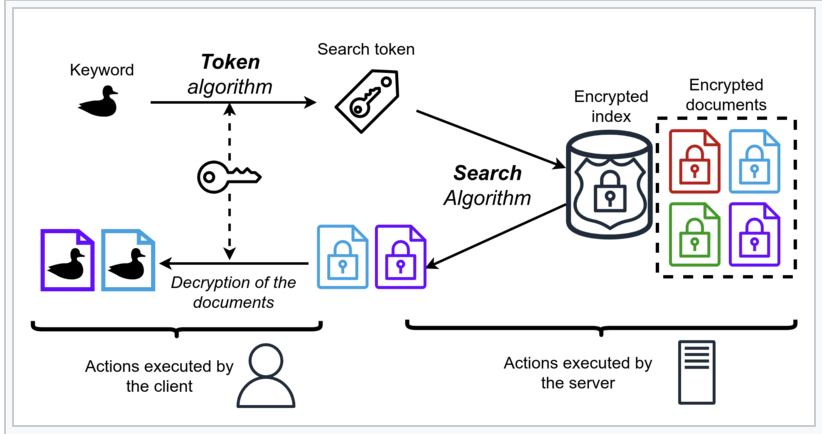 Keyword
Token
algorithm
Search token
Encrypted
index
Encrypted
documents
Search
Algorithm
Decryption of the
documents
Actions executed by
the client
Actions executed by
the server